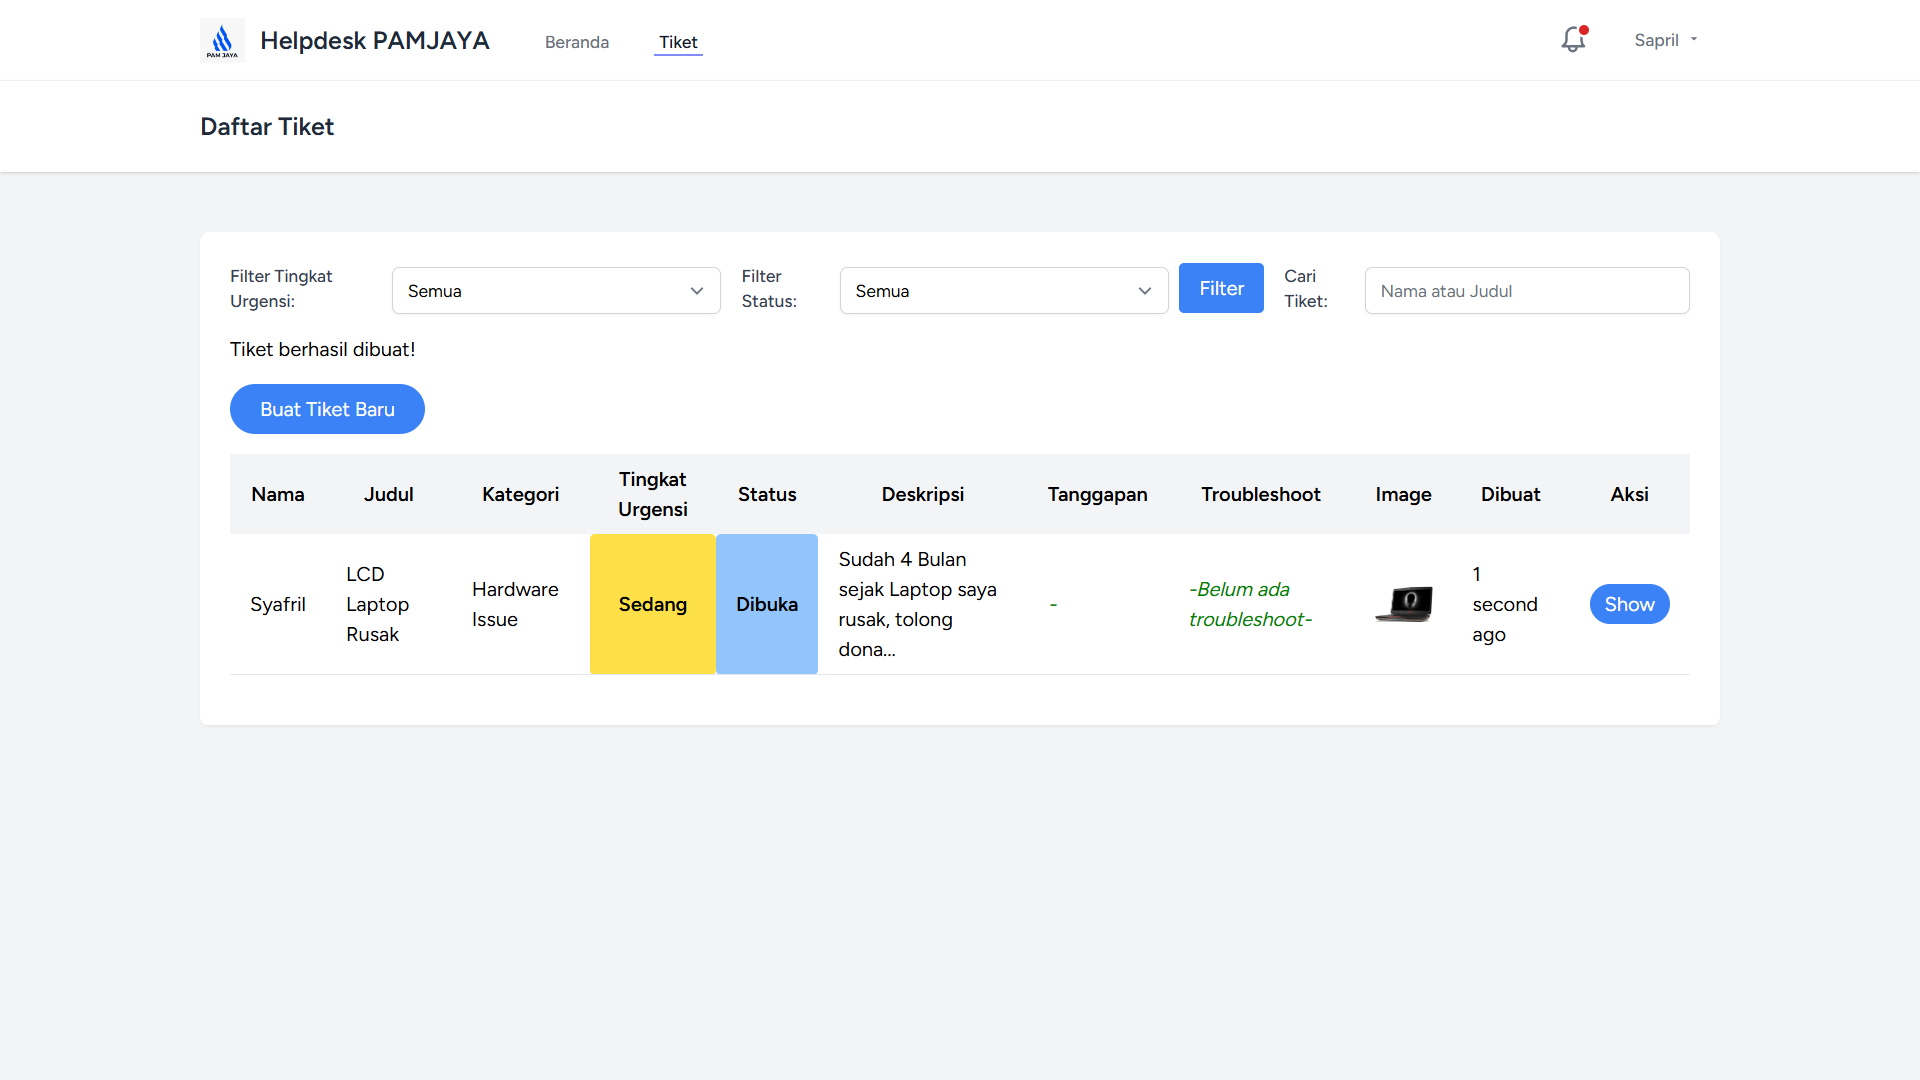 PAM JAYA
Helpdesk PAMJAYA
Beranda
Tiket
Sapril
Daftar Tiket
Filter Tingkat
Urgensi:
Semua
Filter
Status:
Semua
Filter
Cari
Tiket:
Nama atau Judul
Tiket berhasil dibuat!
Buat Tiket Baru
Nama
Judul
Kategori
Tingkat
Urgensi
Status
Deskripsi
Tanggapan
Troubleshoot
Image
Dibuat
Aksi
Syafril
LCD
Laptop
Rusak
Hardware
Issue
Sedang
Dibuka
Sudah 4 Bulan
sejak Laptop saya
rusak, tolong
dona...
-
-Belum ada
troubleshoot-
1
second
ago
Show